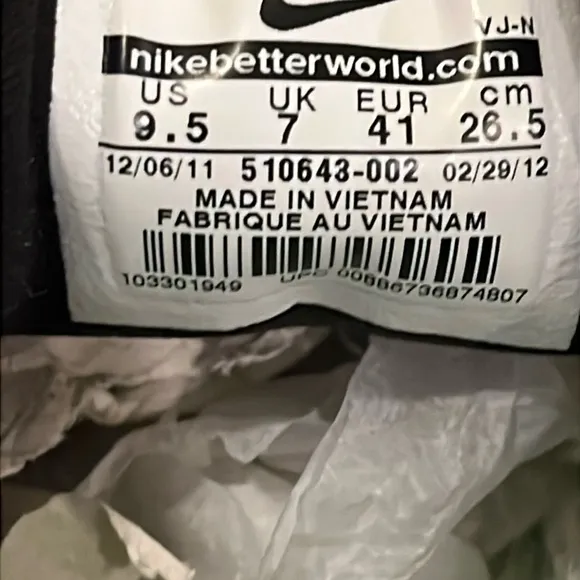 VJ-N
nikebetterworld.com
US UK EUR cm
9.5 7 41 26.5
12/06/11 510643-002 02/29/12
MADE IN VIETNAM
FABRIQUE AU VIETNAM
103301949 UPC 00886736874807